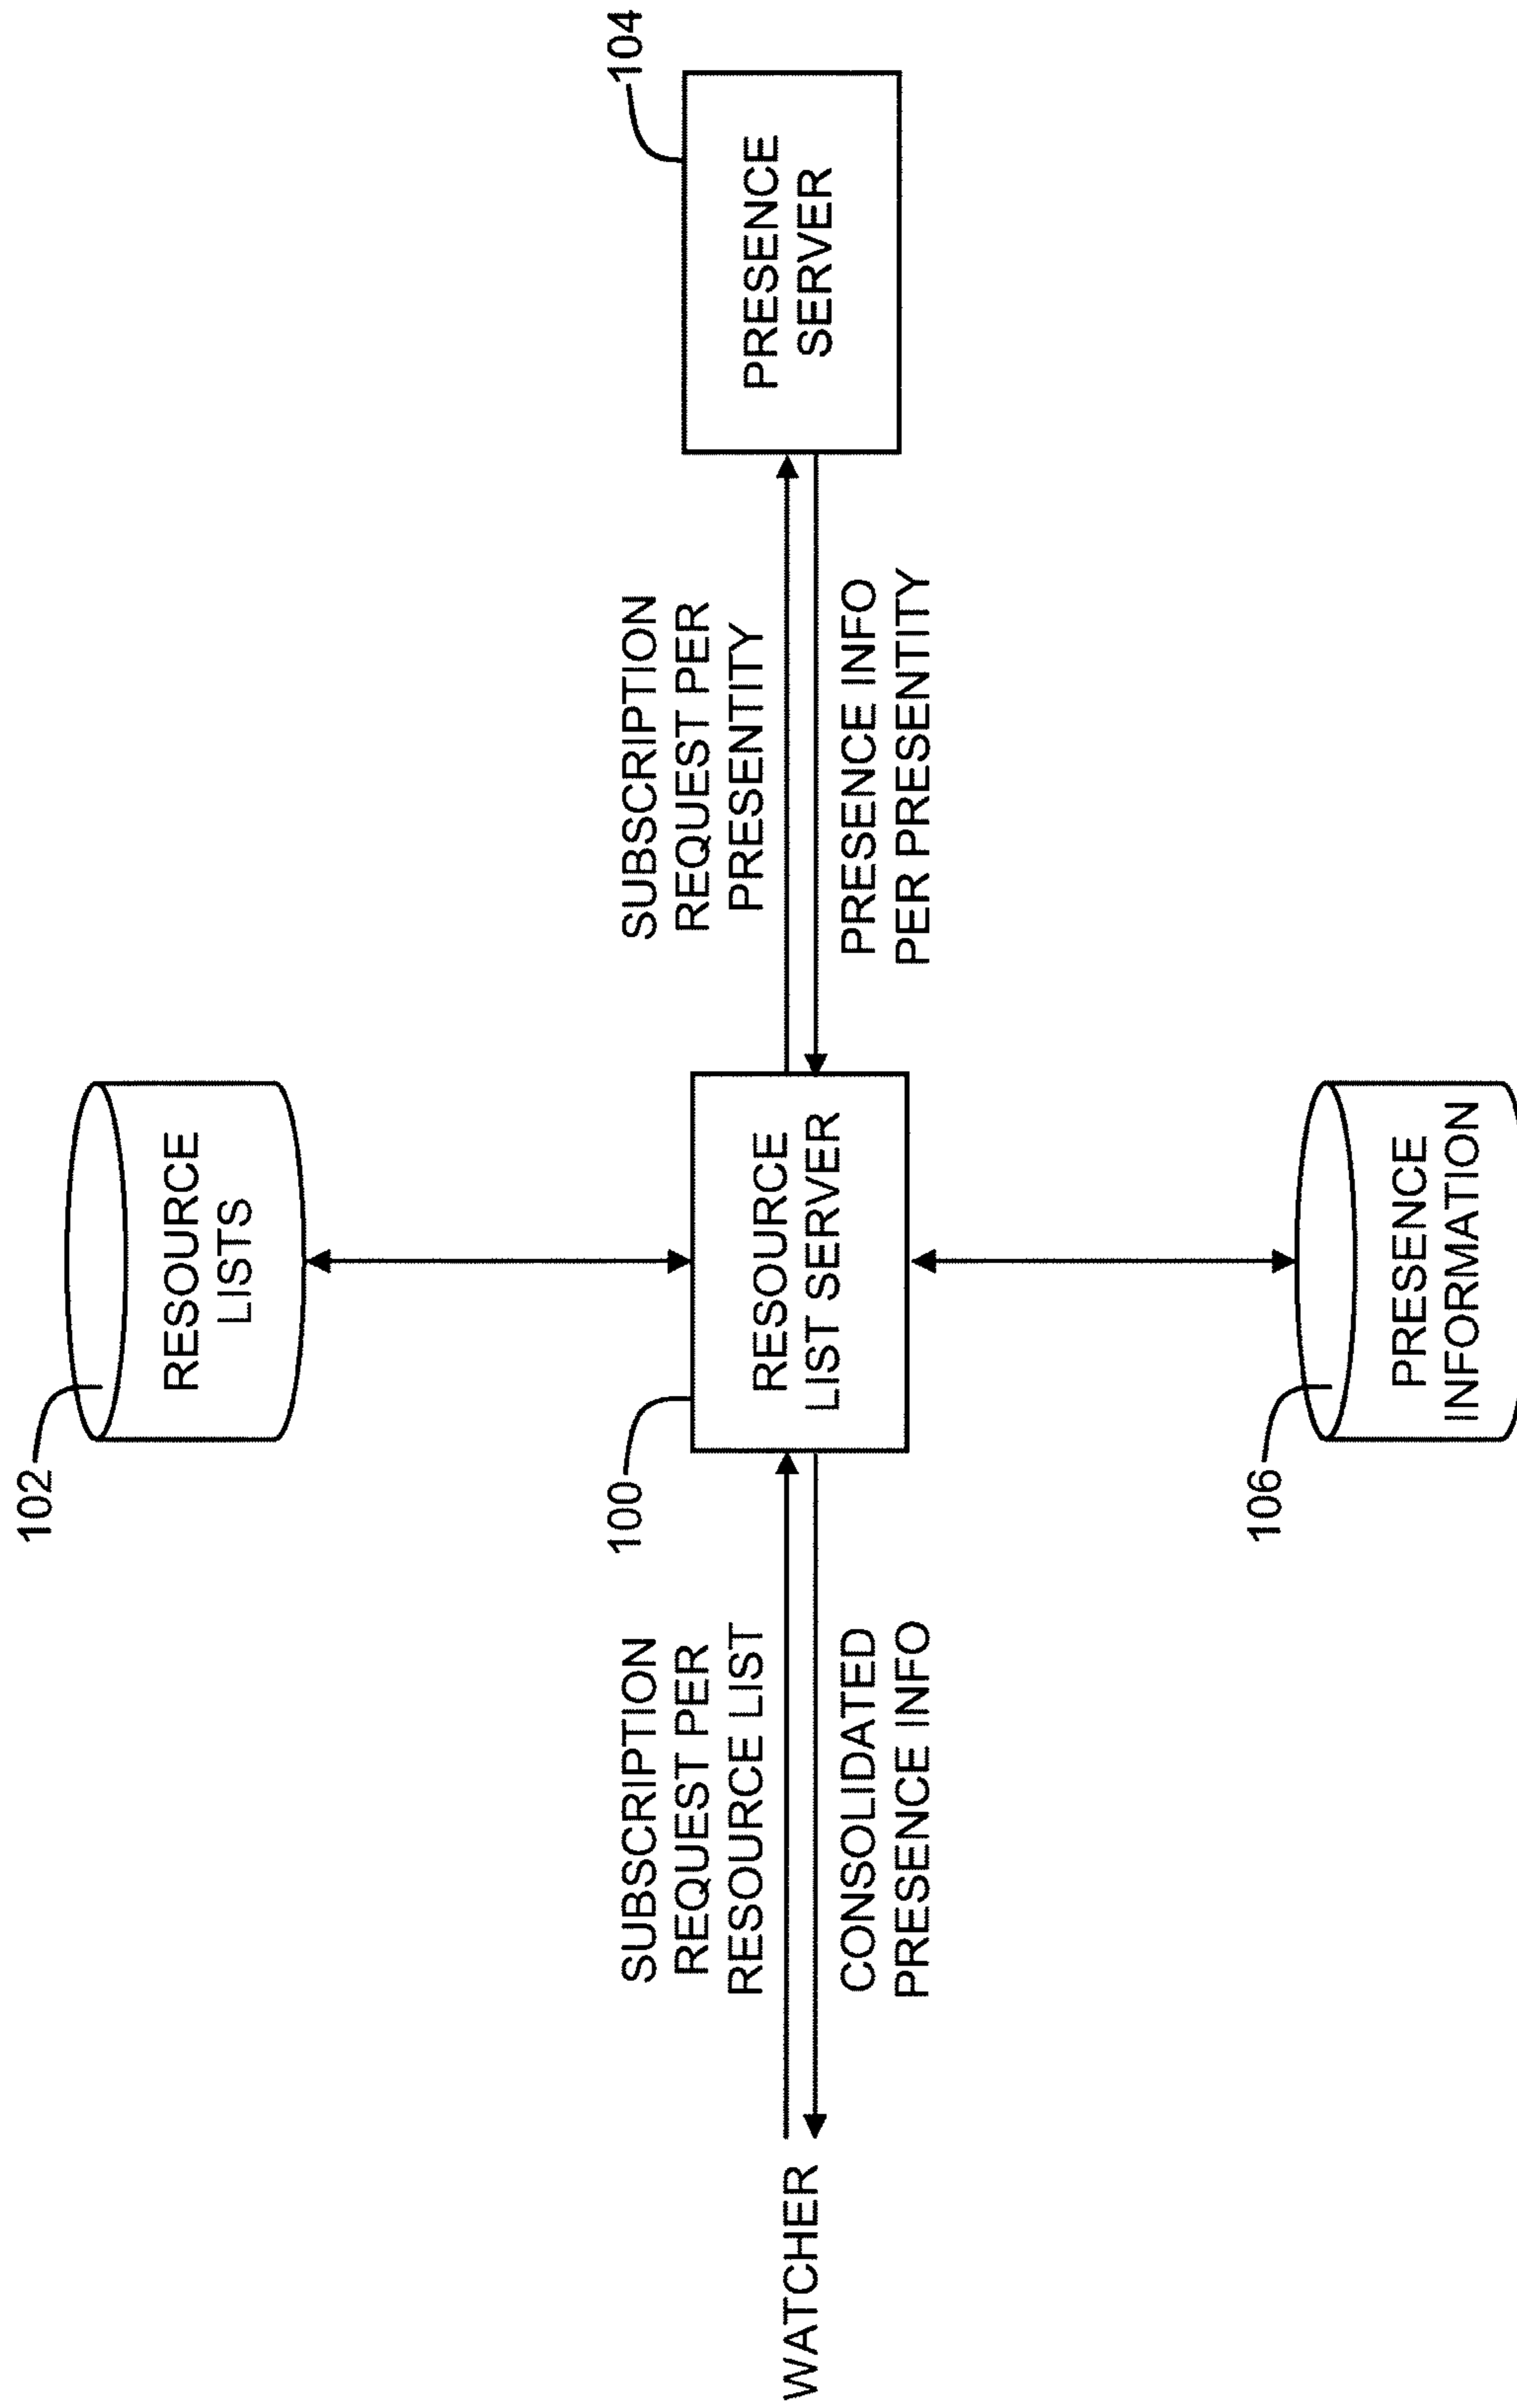 102
RESOURCE
LISTS
SUBSCRIPTION
REQUEST PER
RESOURCE LIST
100
SUBSCRIPTION
REQUEST PER
PRESENTITY
104
WATCHER
RESOURCE
LIST SERVER
PRESENCE
SERVER
CONSOLIDATED
PRESENCE INFO
PRESENCE INFO
PER PRESENTITY
106
PRESENCE
INFORMATION